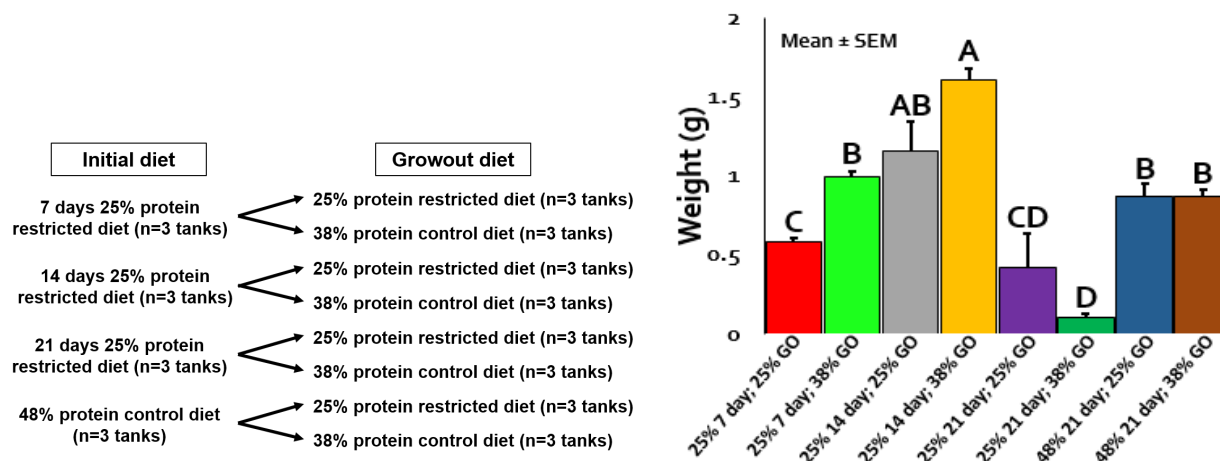 Initial diet
Growout diet
7 days 25% protein
restricted diet (n=3 tanks)
25% protein restricted diet (n=3 tanks)
38% protein control diet (n=3 tanks)
14 days 25% protein
restricted diet (n=3 tanks)
25% protein restricted diet (n=3 tanks)
38% protein control diet (n=3 tanks)
21 days 25% protein
restricted diet (n=3 tanks)
25% protein restricted diet (n=3 tanks)
38% protein control diet (n=3 tanks)
48% protein control diet
(n=3 tanks)
25% protein restricted diet (n=3 tanks)
38% protein control diet (n=3 tanks)
Mean ± SEM
Weight (g)
2
1.5
1
0.5
0
C
B
AB
A
CD
D
B
B
25% 7 day; 25% GO
25% 7 day; 38% GO
25% 14 day; 25% GO
25% 14 day; 38% GO
25% 21 day; 25% GO
25% 21 day; 38% GO
48% 21 day; 25% GO
48% 21 day; 38% GO